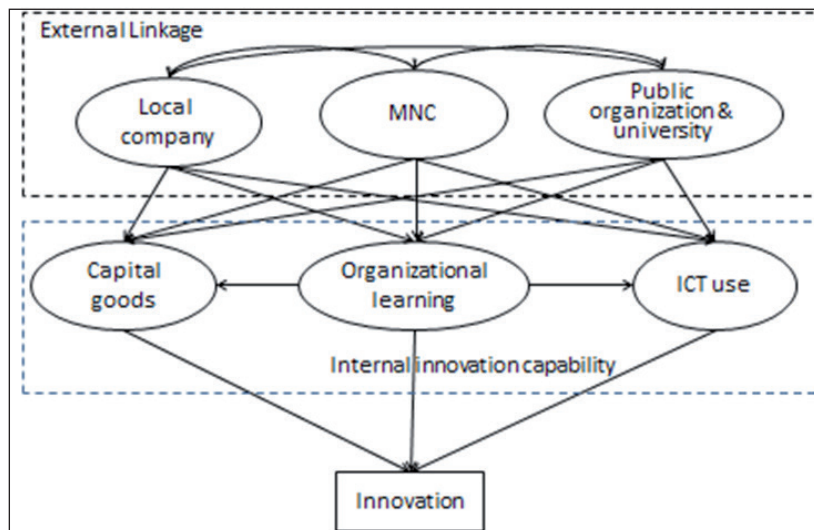 External Linkage
Local
company
MNC
Public
organization &
university
Capital
goods
Organizational
learning
ICT use
Internal innovation capability
Innovation